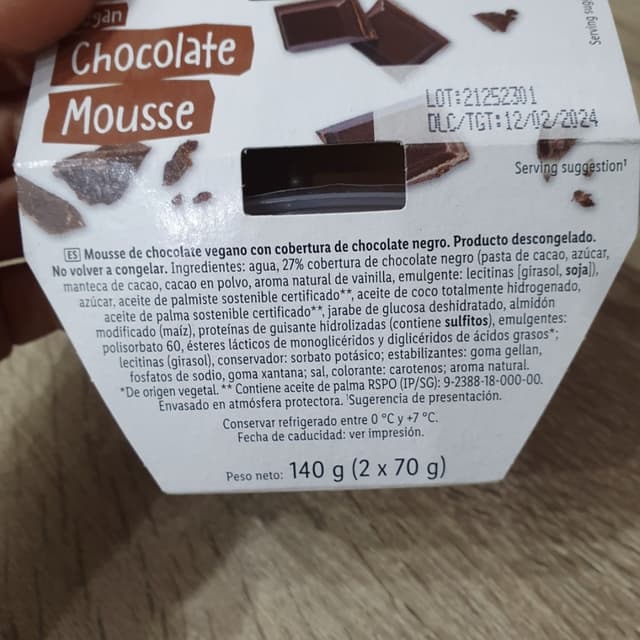 Chocolate
Mousse
LOT:21252301
DLC/TGT:12/02/2024
Serving suggestion¹
ES Mousse de chocolate vegano con cobertura de chocolate negro. Producto descongelado.
No volver a congelar. Ingredientes: agua, 27% cobertura de chocolate negro (pasta de cacao, azúcar,
manteca de cacao, cacao en polvo, aroma natural de vainilla, emulgente: lecitinas [girasol, soja]),
azúcar, aceite de palmiste sostenible certificado**, aceite de coco totalmente hidrogenado,
aceite de palma sostenible certificado**, jarabe de glucosa deshidratado, almidón
modificado (maíz), proteínas de guisante hidrolizadas (contiene sulfitos), emulgentes:
polisorbato 60, ésteres lácticos de monoglicéridos y diglicéridos de ácidos grasos*;
lecitinas (girasol), conservador: sorbato potásico; estabilizantes: goma gellan,
fosfatos de sodio, goma xantana; sal, colorante: carotenos; aroma natural.
*De origen vegetal. ** Contiene aceite de palma RSPO (IP/SG): 9-2388-18-000-00.
Envasado en atmósfera protectora. ¹Sugerencia de presentación.
Conservar refrigerado entre 0 °C y +7 °C.
Fecha de caducidad: ver impresión.
Peso neto: 140 g (2 x 70 g)